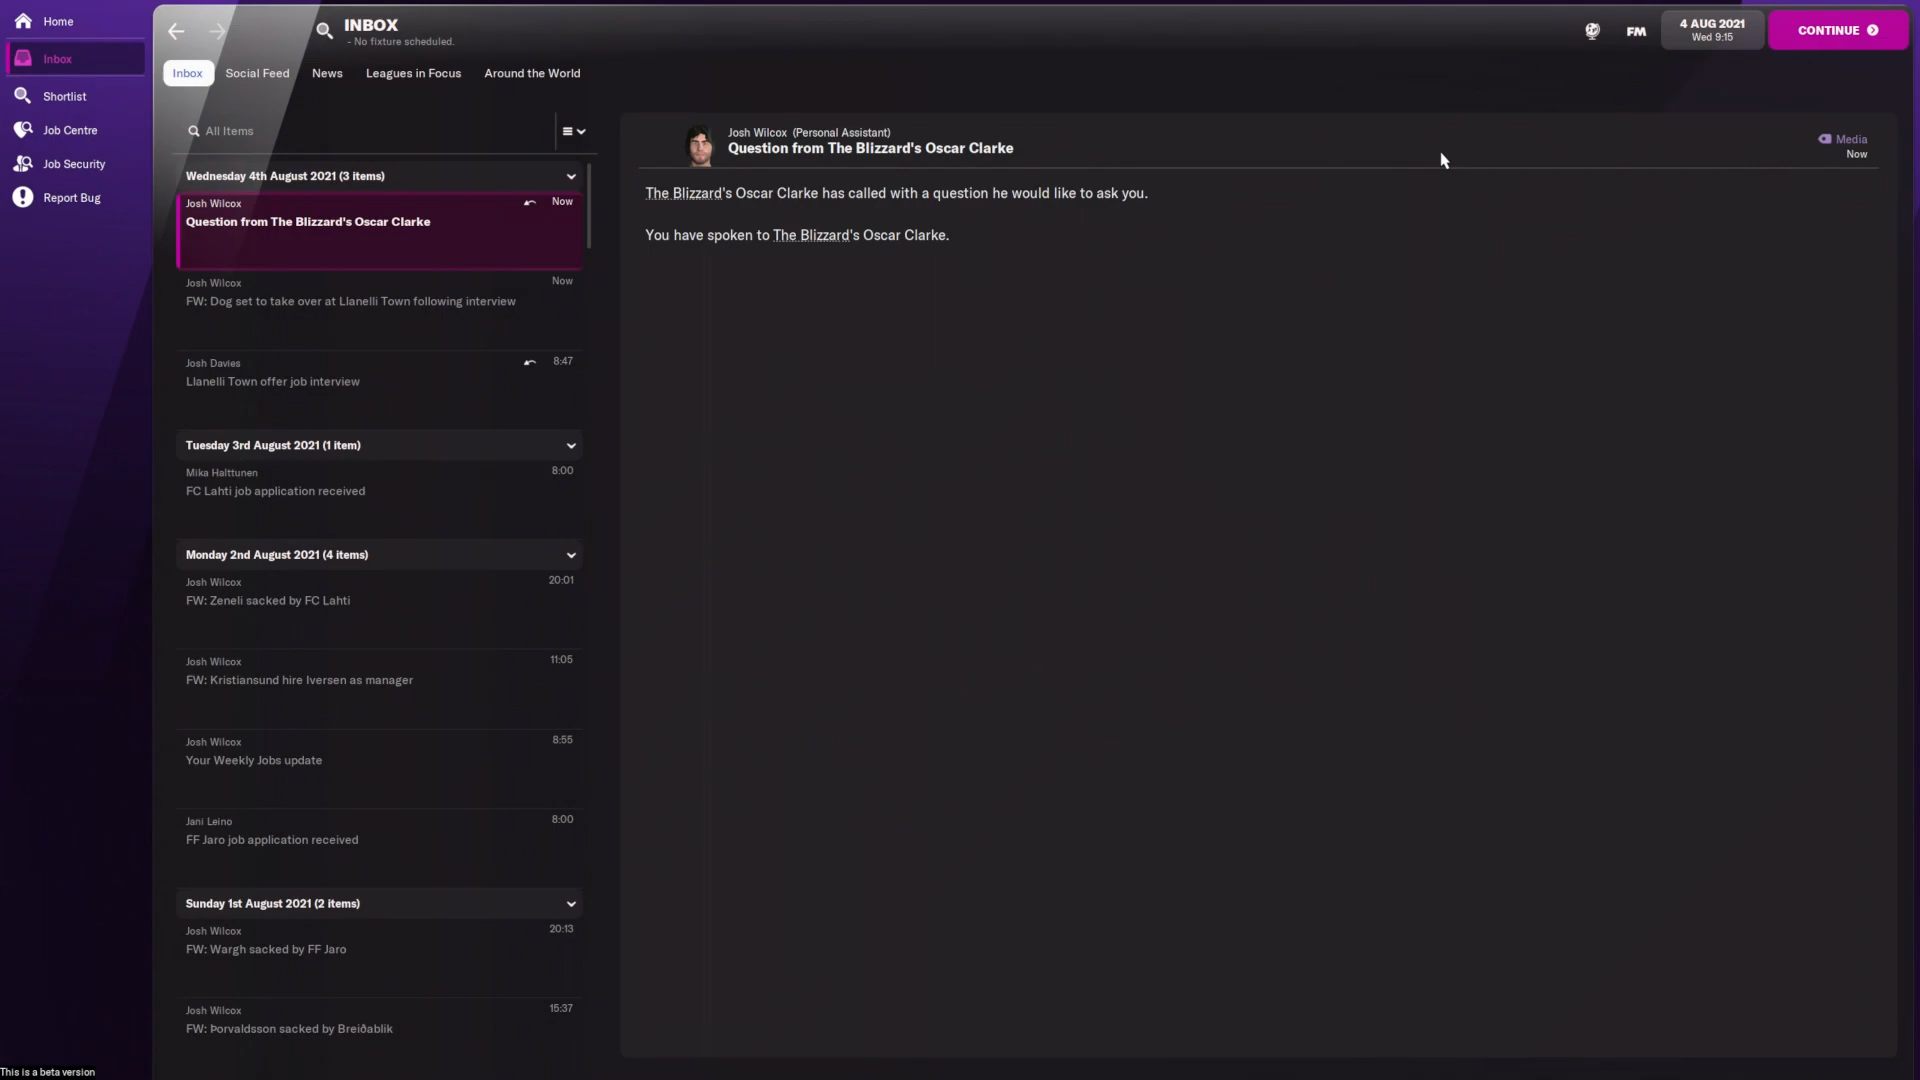 Home
Inbox
Shortlist
Job Centre
Job Security
Report Bug
INBOX
- No fixture scheduled.
FM
4 AUG 2021
Wed 9:15
CONTINUE
Inbox
Social Feed
News
Leagues in Focus
Around the World
All Items
Wednesday 4th August 2021 (3 items)
Josh Wilcox
Now
Question from The Blizzard's Oscar Clarke
Josh Wilcox
Now
FW: Dog set to take over at Llanelli Town following interview
Josh Davies
8:47
Llanelli Town offer job interview
Tuesday 3rd August 2021 (1 item)
Mika Halttunen
8:00
FC Lahti job application received
Monday 2nd August 2021 (4 items)
Josh Wilcox
20:01
FW: Zeneli sacked by FC Lahti
Josh Wilcox
11:05
FW: Kristiansund hire Iversen as manager
Josh Wilcox
8:55
Your Weekly Jobs update
Jani Leino
8:00
FF Jaro job application received
Sunday 1st August 2021 (2 items)
Josh Wilcox
20:13
FW: Wargh sacked by FF Jaro
Josh Wilcox
15:37
FW: Þorvaldsson sacked by Breiðablik
Josh Wilcox (Personal Assistant)
Question from The Blizzard's Oscar Clarke
Media
Now
The Blizzard's Oscar Clarke has called with a question he would like to ask you.
You have spoken to The Blizzard's Oscar Clarke.
This is a beta version